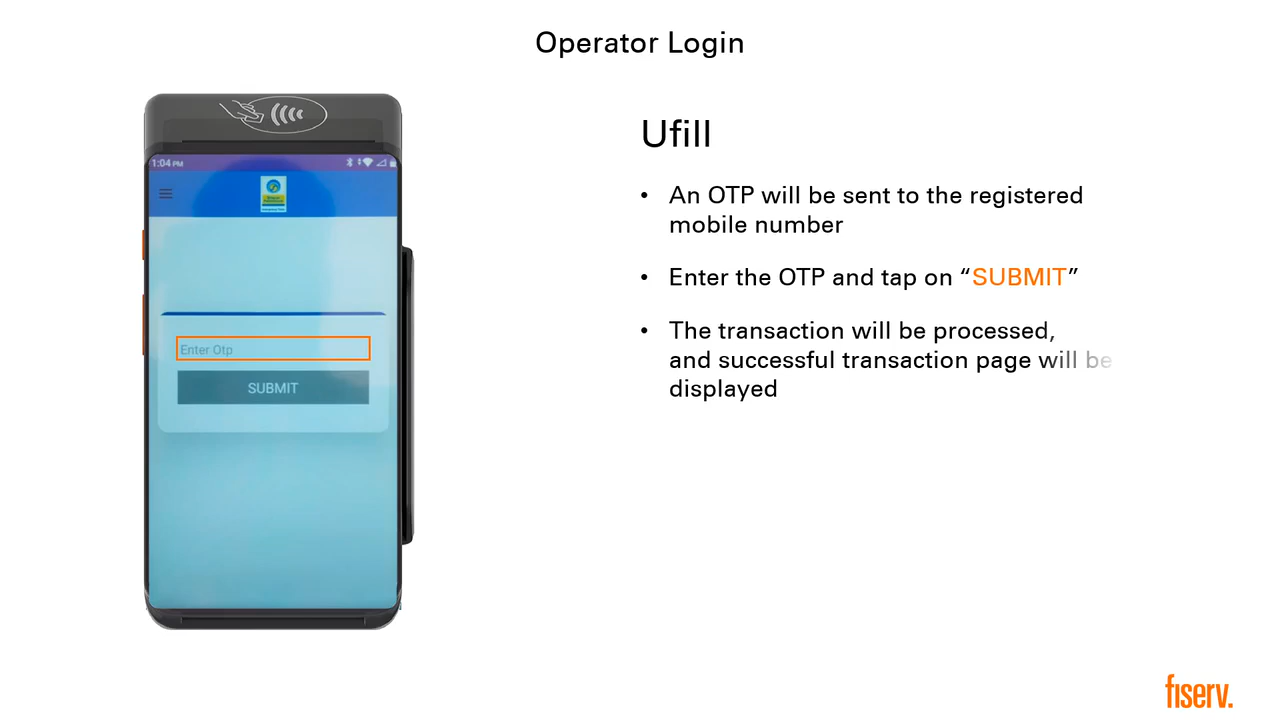 Operator Login
1:04 PM
Enter Otp
SUBMIT
Ufill
• An OTP will be sent to the registered
mobile number
• Enter the OTP and tap on “SUBMIT”
• The transaction will be processed,
and successful transaction page will be
displayed
fiserv.